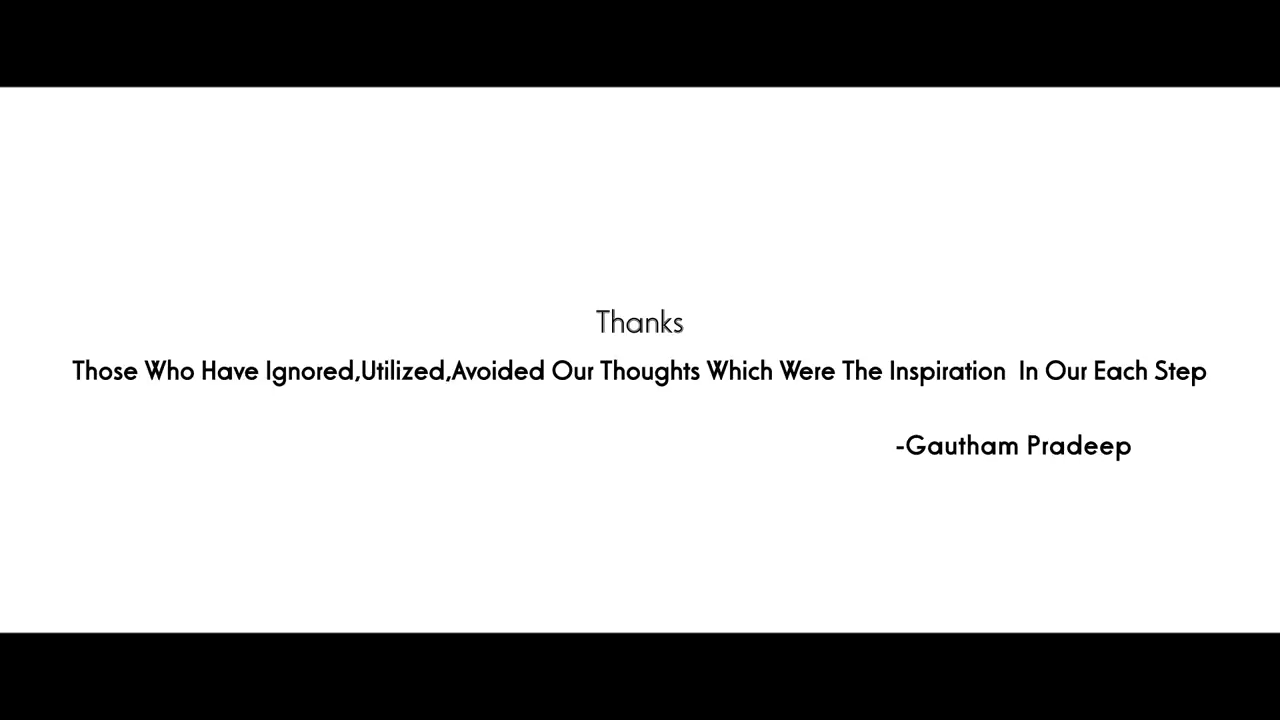 Thanks
Those Who Have Ignored,Utilized,Avoided Our Thoughts Which Were The Inspiration  In Our Each Step
-Gautham Pradeep